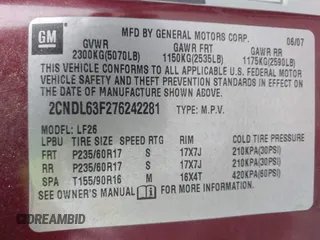 GM
MFD BY GENERAL MOTORS CORP. 06/07
GVWR GAWR FRT GAWR RR
2300KG(5070LB) 1150KG(2535LB) 1175KG(2590LB)
THIS VEHICLE CONFORMS TO ALL APPLICABLE U.S. FEDERAL
VEHICLE SAFETY AND THEFT PREVENTION STANDARDS IN EFFECT ON
THE DATE OF MANUFACTURE SHOWN ABOVE.
2CNDL63F276242281 TYPE: M.P.V.
MODEL: LF26
LPBU TIRE SIZE SPEED RTG RIM COLD TIRE PRESSURE
FRT P235/60R17 S 17X7J 210KPA(30PSI)
RR P235/60R17 S 17X7J 210KPA(30PSI)
SPA T155/90R16 M 16X4T 420KPA(60PSI)
SEE OWNER'S MANUAL FOR ADDITIONAL INFORMATION.
DREAMBID